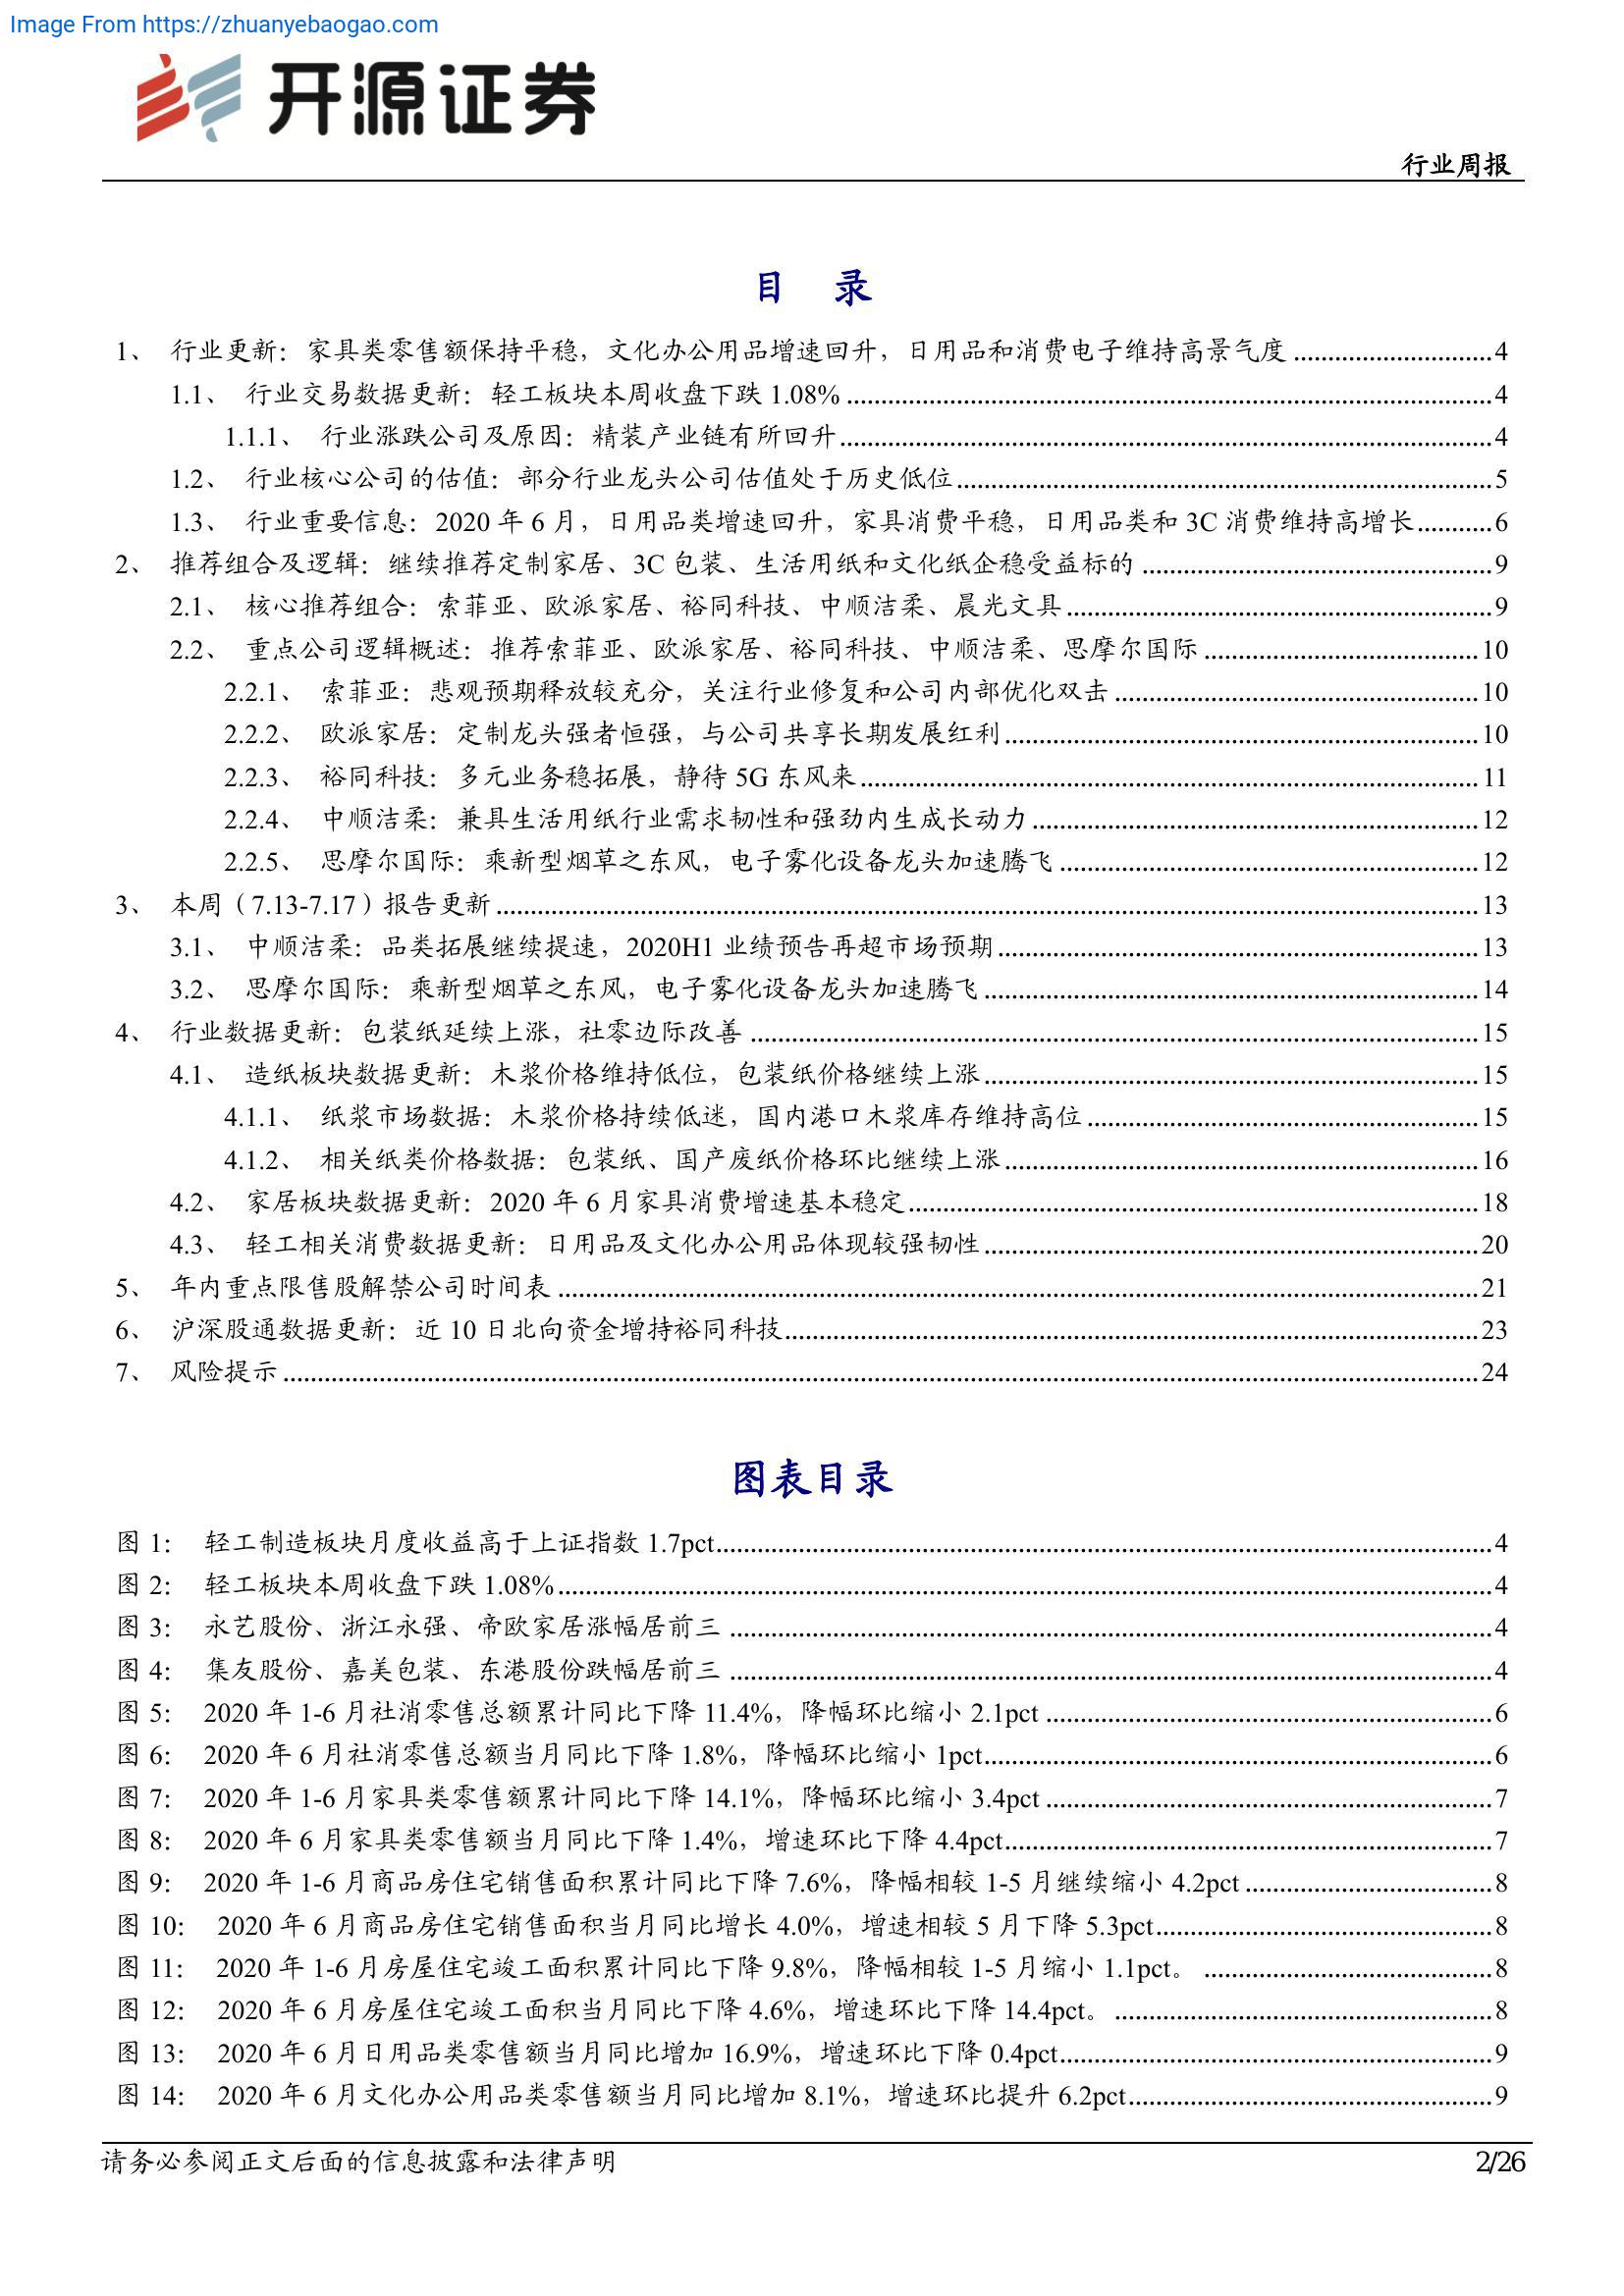 Image From https://zhuanyebaogao.com
开源证券
行业周报
目 录
1、 行业更新：家具类零售额保持平稳，文化办公用品增速回升，日用品和消费电子维持高景气度 ............................. 4
1.1、 行业交易数据更新：轻工板块本周收盘下跌 1.08% ............................. 4
1.1.1、 行业涨跌公司及原因：精装产业链有所回升 ............................. 4
1.2、 行业核心公司的估值：部分行业龙头公司估值处于历史低位 ............................. 5
1.3、 行业重要信息：2020 年 6 月，日用品类增速回升，家具消费平稳，日用品类和 3C 消费维持高增长 ........... 6
2、 推荐组合及逻辑：继续推荐定制家居、3C 包装、生活用纸和文化纸企稳受益标的 ............................. 9
2.1、 核心推荐组合：索菲亚、欧派家居、裕同科技、中顺洁柔、晨光文具 ............................. 9
2.2、 重点公司逻辑概述：推荐索菲亚、欧派家居、裕同科技、中顺洁柔、思摩尔国际 ............................. 10
2.2.1、 索菲亚：悲观预期释放较充分，关注行业修复和公司内部优化双击 ............................. 10
2.2.2、 欧派家居：定制龙头强者恒强，与公司共享长期发展红利 ............................. 10
2.2.3、 裕同科技：多元业务稳拓展，静待 5G 东风来 ............................. 11
2.2.4、 中顺洁柔：兼具生活用纸行业需求韧性和强劲内生成长动力 ............................. 12
2.2.5、 思摩尔国际：乘新型烟草之东风，电子雾化设备龙头加速腾飞 ............................. 12
3、 本周（7.13-7.17）报告更新 ............................. 13
3.1、 中顺洁柔：品类拓展继续提速，2020H1 业绩预告再超市场预期 ............................. 13
3.2、 思摩尔国际：乘新型烟草之东风，电子雾化设备龙头加速腾飞 ............................. 14
4、 行业数据更新：包装纸延续上涨，社零边际改善 ............................. 15
4.1、 造纸板块数据更新：木浆价格维持低位，包装纸价格继续上涨 ............................. 15
4.1.1、 纸浆市场数据：木浆价格持续低迷，国内港口木浆库存维持高位 ............................. 15
4.1.2、 相关纸类价格数据：包装纸、国产废纸价格环比继续上涨 ............................. 16
4.2、 家居板块数据更新：2020 年 6 月家具消费增速基本稳定 ............................. 18
4.3、 轻工相关消费数据更新：日用品及文化办公用品体现较强韧性 ............................. 20
5、 年内重点限售股解禁公司时间表 ............................. 21
6、 沪深股通数据更新：近 10 日北向资金增持裕同科技 ............................. 23
7、 风险提示 ............................. 24
图表目录
图 1： 轻工制造板块月度收益高于上证指数 1.7pct ............................. 4
图 2： 轻工板块本周收盘下跌 1.08% ............................. 4
图 3： 永艺股份、浙江永强、帝欧家居涨幅居前三 ............................. 4
图 4： 集友股份、嘉美包装、东港股份跌幅居前三 ............................. 4
图 5： 2020 年 1-6 月社消零售总额累计同比下降 11.4%，降幅环比缩小 2.1pct ............................. 6
图 6： 2020 年 6 月社消零售总额当月同比下降 1.8%，降幅环比缩小 1pct ............................. 6
图 7： 2020 年 1-6 月家具类零售额累计同比下降 14.1%，降幅环比缩小 3.4pct ............................. 7
图 8： 2020 年 6 月家具类零售额当月同比下降 1.4%，增速环比下降 4.4pct ............................. 7
图 9： 2020 年 1-6 月商品房住宅销售面积累计同比下降 7.6%，降幅相较 1-5 月继续缩小 4.2pct ............................. 8
图 10： 2020 年 6 月商品房住宅销售面积当月同比增长 4.0%，增速相较 5 月下降 5.3pct ............................. 8
图 11： 2020 年 1-6 月房屋住宅竣工面积累计同比下降 9.8%，降幅相较 1-5 月缩小 1.1pct。 ............................. 8
图 12： 2020 年 6 月房屋住宅竣工面积当月同比下降 4.6%，增速环比下降 14.4pct。 ............................. 8
图 13： 2020 年 6 月日用品类零售额当月同比增加 16.9%，增速环比下降 0.4pct ............................. 9
图 14： 2020 年 6 月文化办公用品类零售额当月同比增加 8.1%，增速环比提升 6.2pct ............................. 9
请务必参阅正文后面的信息披露和法律声明
2/26